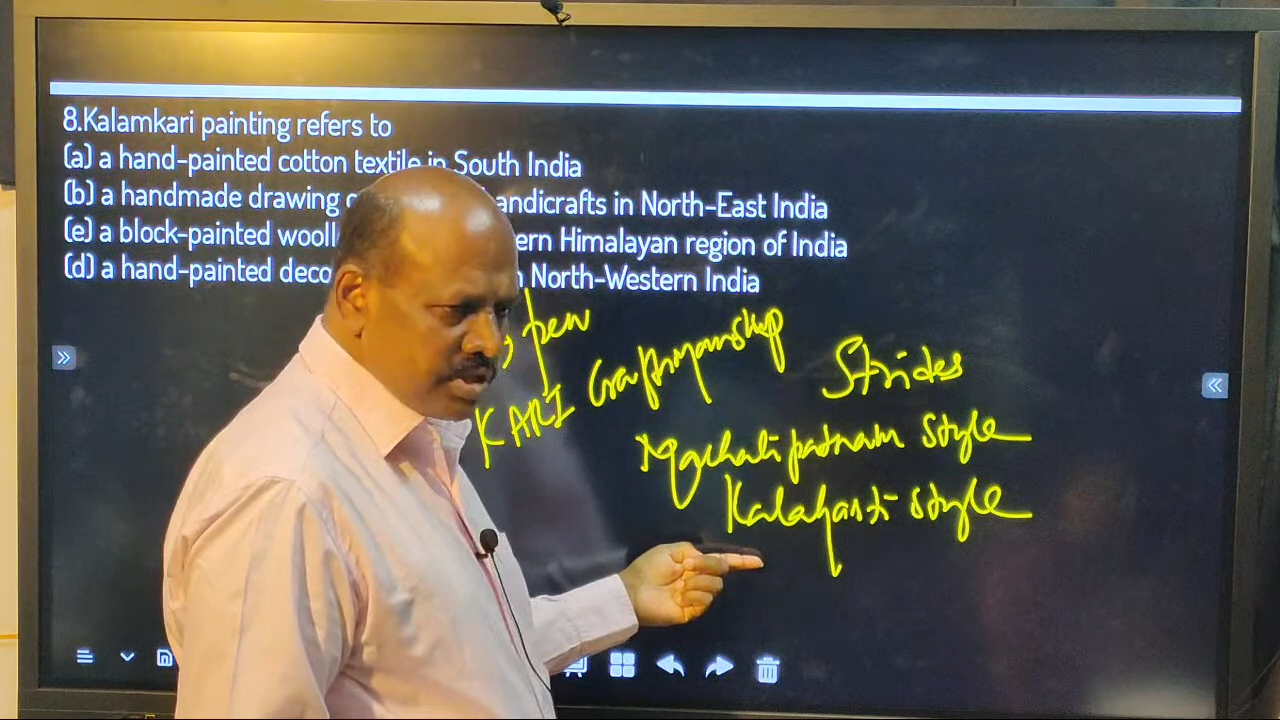 8.Kalamkari painting refers to
(a) a hand-painted cotton textile in South India
(b) a handmade drawing andicrafts in North-East India
(e) a block-painted wooll ern Himalayan region of India
(d) a hand-painted deco North-Western India
pen
KARI Craftmanship
Strides
Machalipatnam style
Kalahasti style